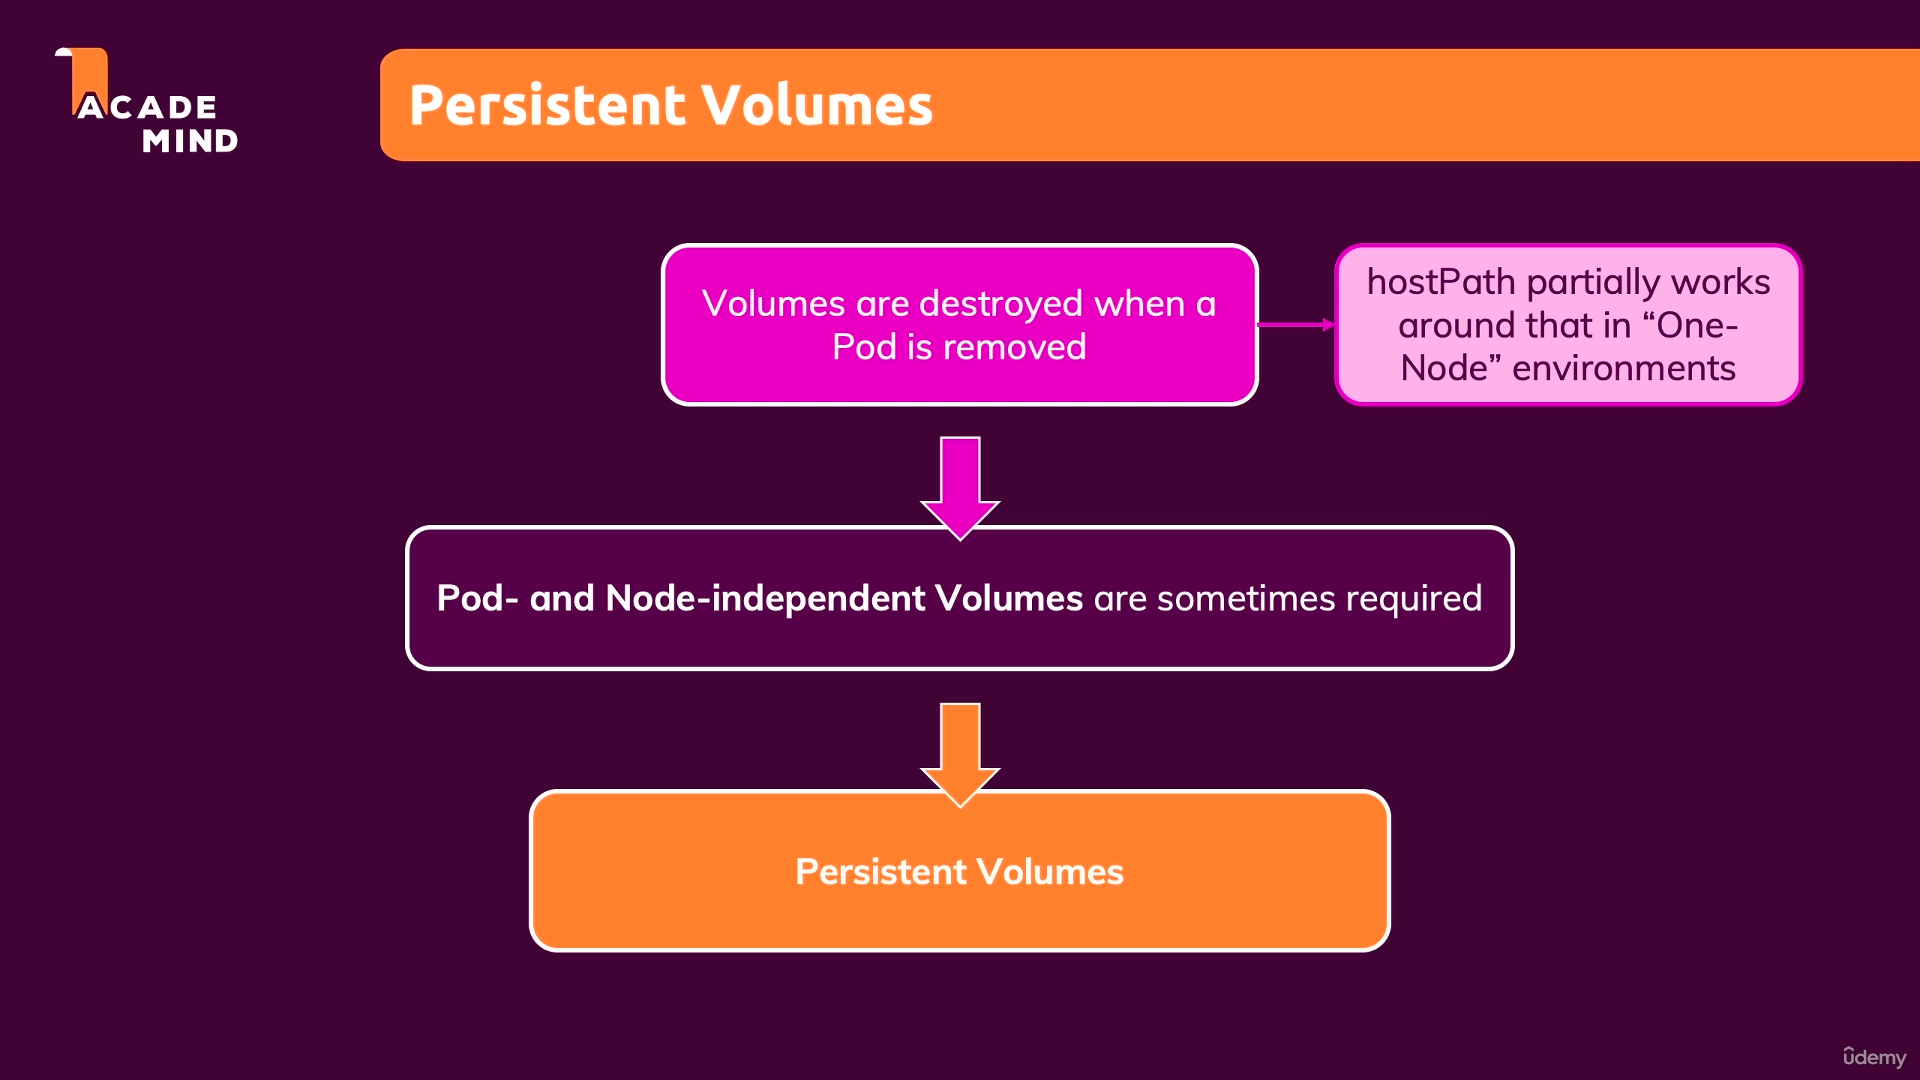 ACADE
MIND
Persistent Volumes
Volumes are destroyed when a
Pod is removed
hostPath partially works
around that in “One-
Node” environments
Pod- and Node-independent Volumes are sometimes required
Persistent Volumes
ûdemy